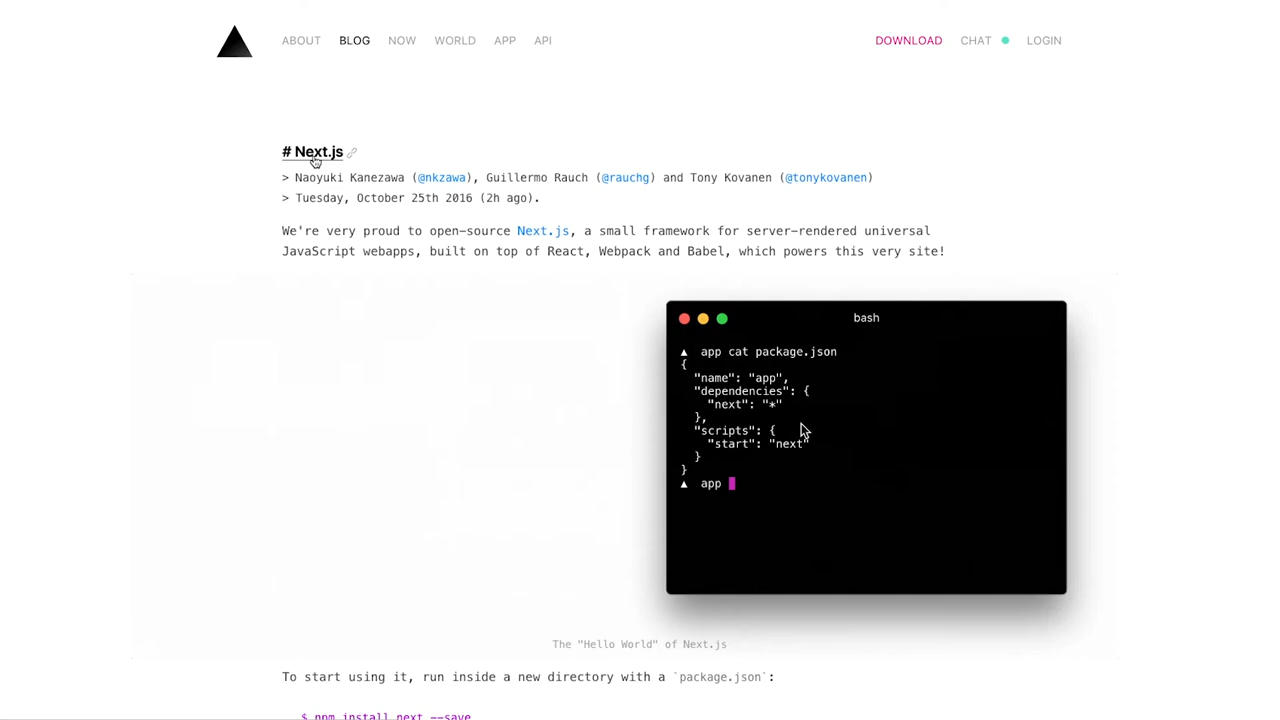 ABOUT BLOG NOW WORLD APP API DOWNLOAD CHAT LOGIN
# Next.js
> Naoyuki Kanezawa (@nkzawa), Guillermo Rauch (@rauchg) and Tony Kovanen (@tonykovanen)
> Tuesday, October 25th 2016 (2h ago).
We're very proud to open-source Next.js, a small framework for server-rendered universal
JavaScript webapps, built on top of React, Webpack and Babel, which powers this very site!
bash
▲ app cat package.json
{
"name": "app",
"dependencies": {
"next": "*"
},
"scripts": {
"start": "next"
}
}
▲ app
The "Hello World" of Next.js
To start using it, run inside a new directory with a `package.json`:
$ npm install next --save